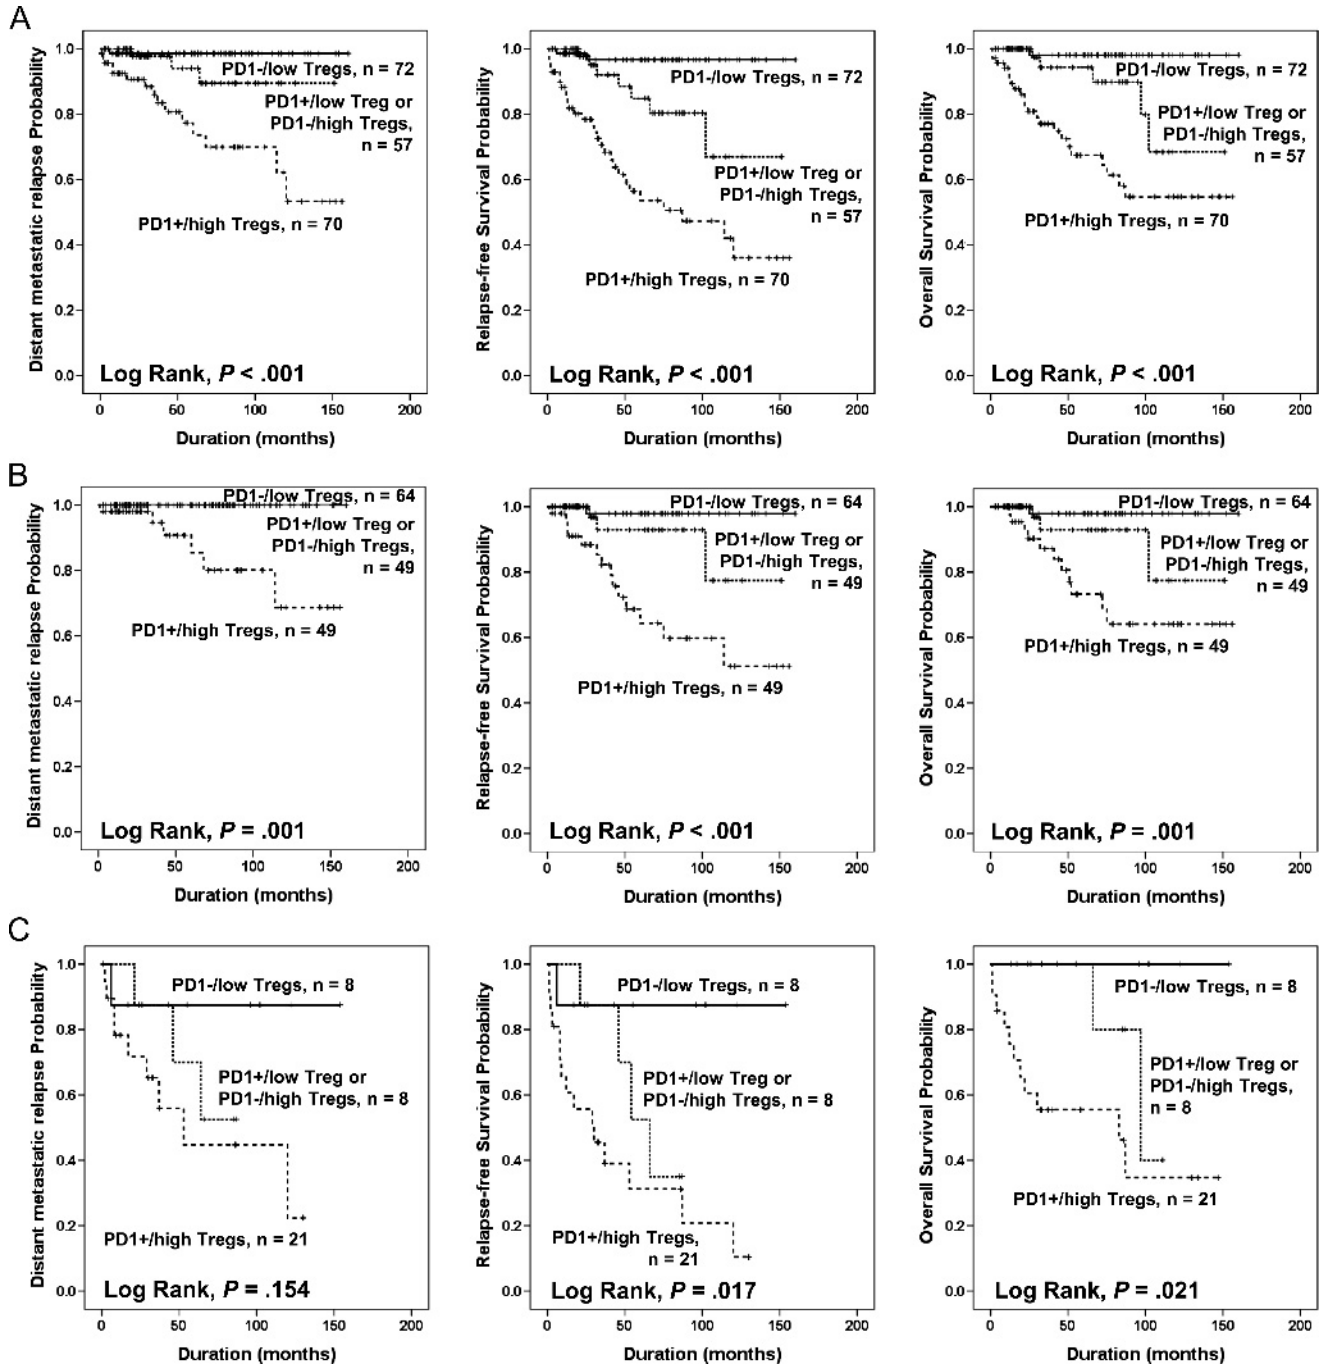 A
Distant metastatic relapse Probability
1.0
0.8
0.6
0.4
0.2
0.0
PD1-/low Tregs, n = 72
PD1+/low Treg or
PD1-/high Tregs,
n = 57
PD1+/high Tregs, n = 70
Log Rank, P < .001
0 50 100 150 200
Duration (months)
Relapse-free Survival Probability
1.0
0.8
0.6
0.4
0.2
0.0
PD1-/low Tregs, n = 72
PD1+/low Treg or
PD1-/high Tregs,
n = 57
PD1+/high Tregs, n = 70
Log Rank, P < .001
0 50 100 150 200
Duration (months)
Overall Survival Probability
1.0
0.8
0.6
0.4
0.2
0.0
PD1-/low Tregs, n = 72
PD1+/low Treg or
PD1-/high Tregs,
n = 57
PD1+/high Tregs, n = 70
Log Rank, P < .001
0 50 100 150 200
Duration (months)
B
Distant metastatic relapse Probability
1.0
0.8
0.6
0.4
0.2
0.0
PD1-/low Tregs, n = 64
PD1+/low Treg or
PD1-/high Tregs,
n = 49
PD1+/high Tregs, n = 49
Log Rank, P = .001
0 50 100 150 200
Duration (months)
Relapse-free Survival Probability
1.0
0.8
0.6
0.4
0.2
0.0
PD1-/low Tregs, n = 64
PD1+/low Treg or
PD1-/high Tregs,
n = 49
PD1+/high Tregs, n = 49
Log Rank, P < .001
0 50 100 150 200
Duration (months)
Overall Survival Probability
1.0
0.8
0.6
0.4
0.2
0.0
PD1-/low Tregs, n = 64
PD1+/low Treg or
PD1-/high Tregs,
n = 49
PD1+/high Tregs, n = 49
Log Rank, P = .001
0 50 100 150 200
Duration (months)
C
Distant metastatic relapse Probability
1.0
0.8
0.6
0.4
0.2
0.0
PD1-/low Tregs, n = 8
PD1+/low Treg or
PD1-/high Tregs, n = 8
PD1+/high Tregs, n = 21
Log Rank, P = .154
0 50 100 150 200
Duration (months)
Relapse-free Survival Probability
1.0
0.8
0.6
0.4
0.2
0.0
PD1-/low Tregs, n = 8
PD1+/low Treg or
PD1-/high Tregs, n = 8
PD1+/high Tregs,
n = 21
Log Rank, P = .017
0 50 100 150 200
Duration (months)
Overall Survival Probability
1.0
0.8
0.6
0.4
0.2
0.0
PD1-/low Tregs, n = 8
PD1+/low Treg or
PD1-/high Tregs,
n = 8
PD1+/high Tregs, n = 21
Log Rank, P = .021
0 50 100 150 200
Duration (months)